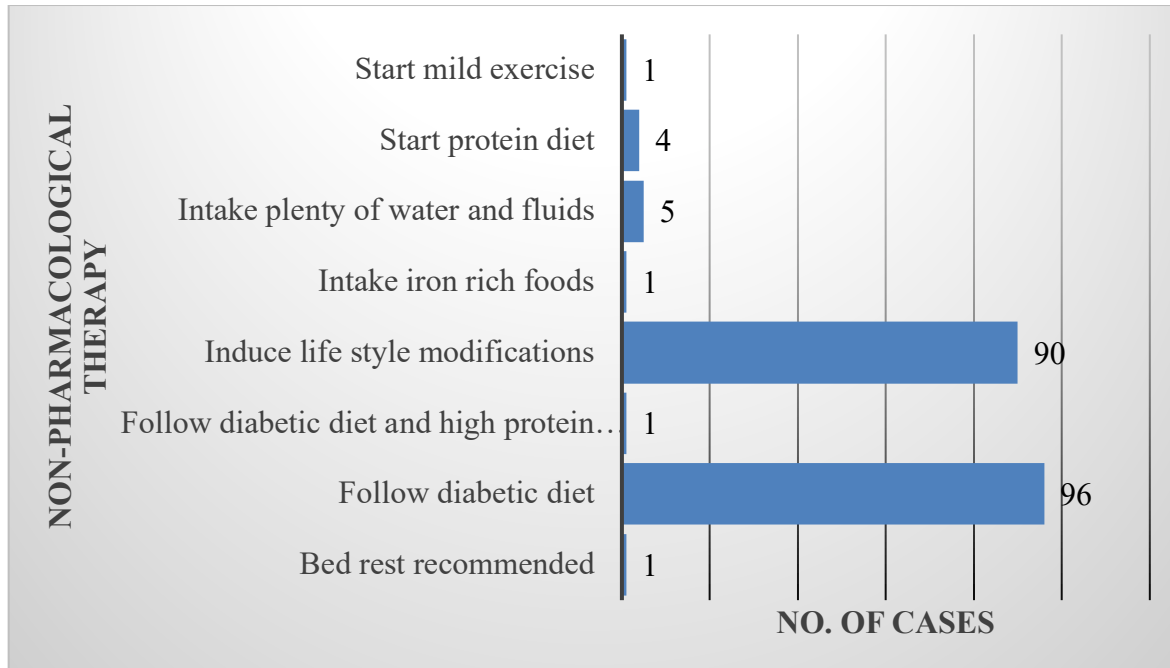 NON-PHARMACOLOGICAL
THERAPY
Start mild exercise 1
Start protein diet 4
Intake plenty of water and fluids 5
Intake iron rich foods 1
Induce life style modifications 90
Follow diabetic diet and high protein… 1
Follow diabetic diet 96
Bed rest recommended 1
NO. OF CASES